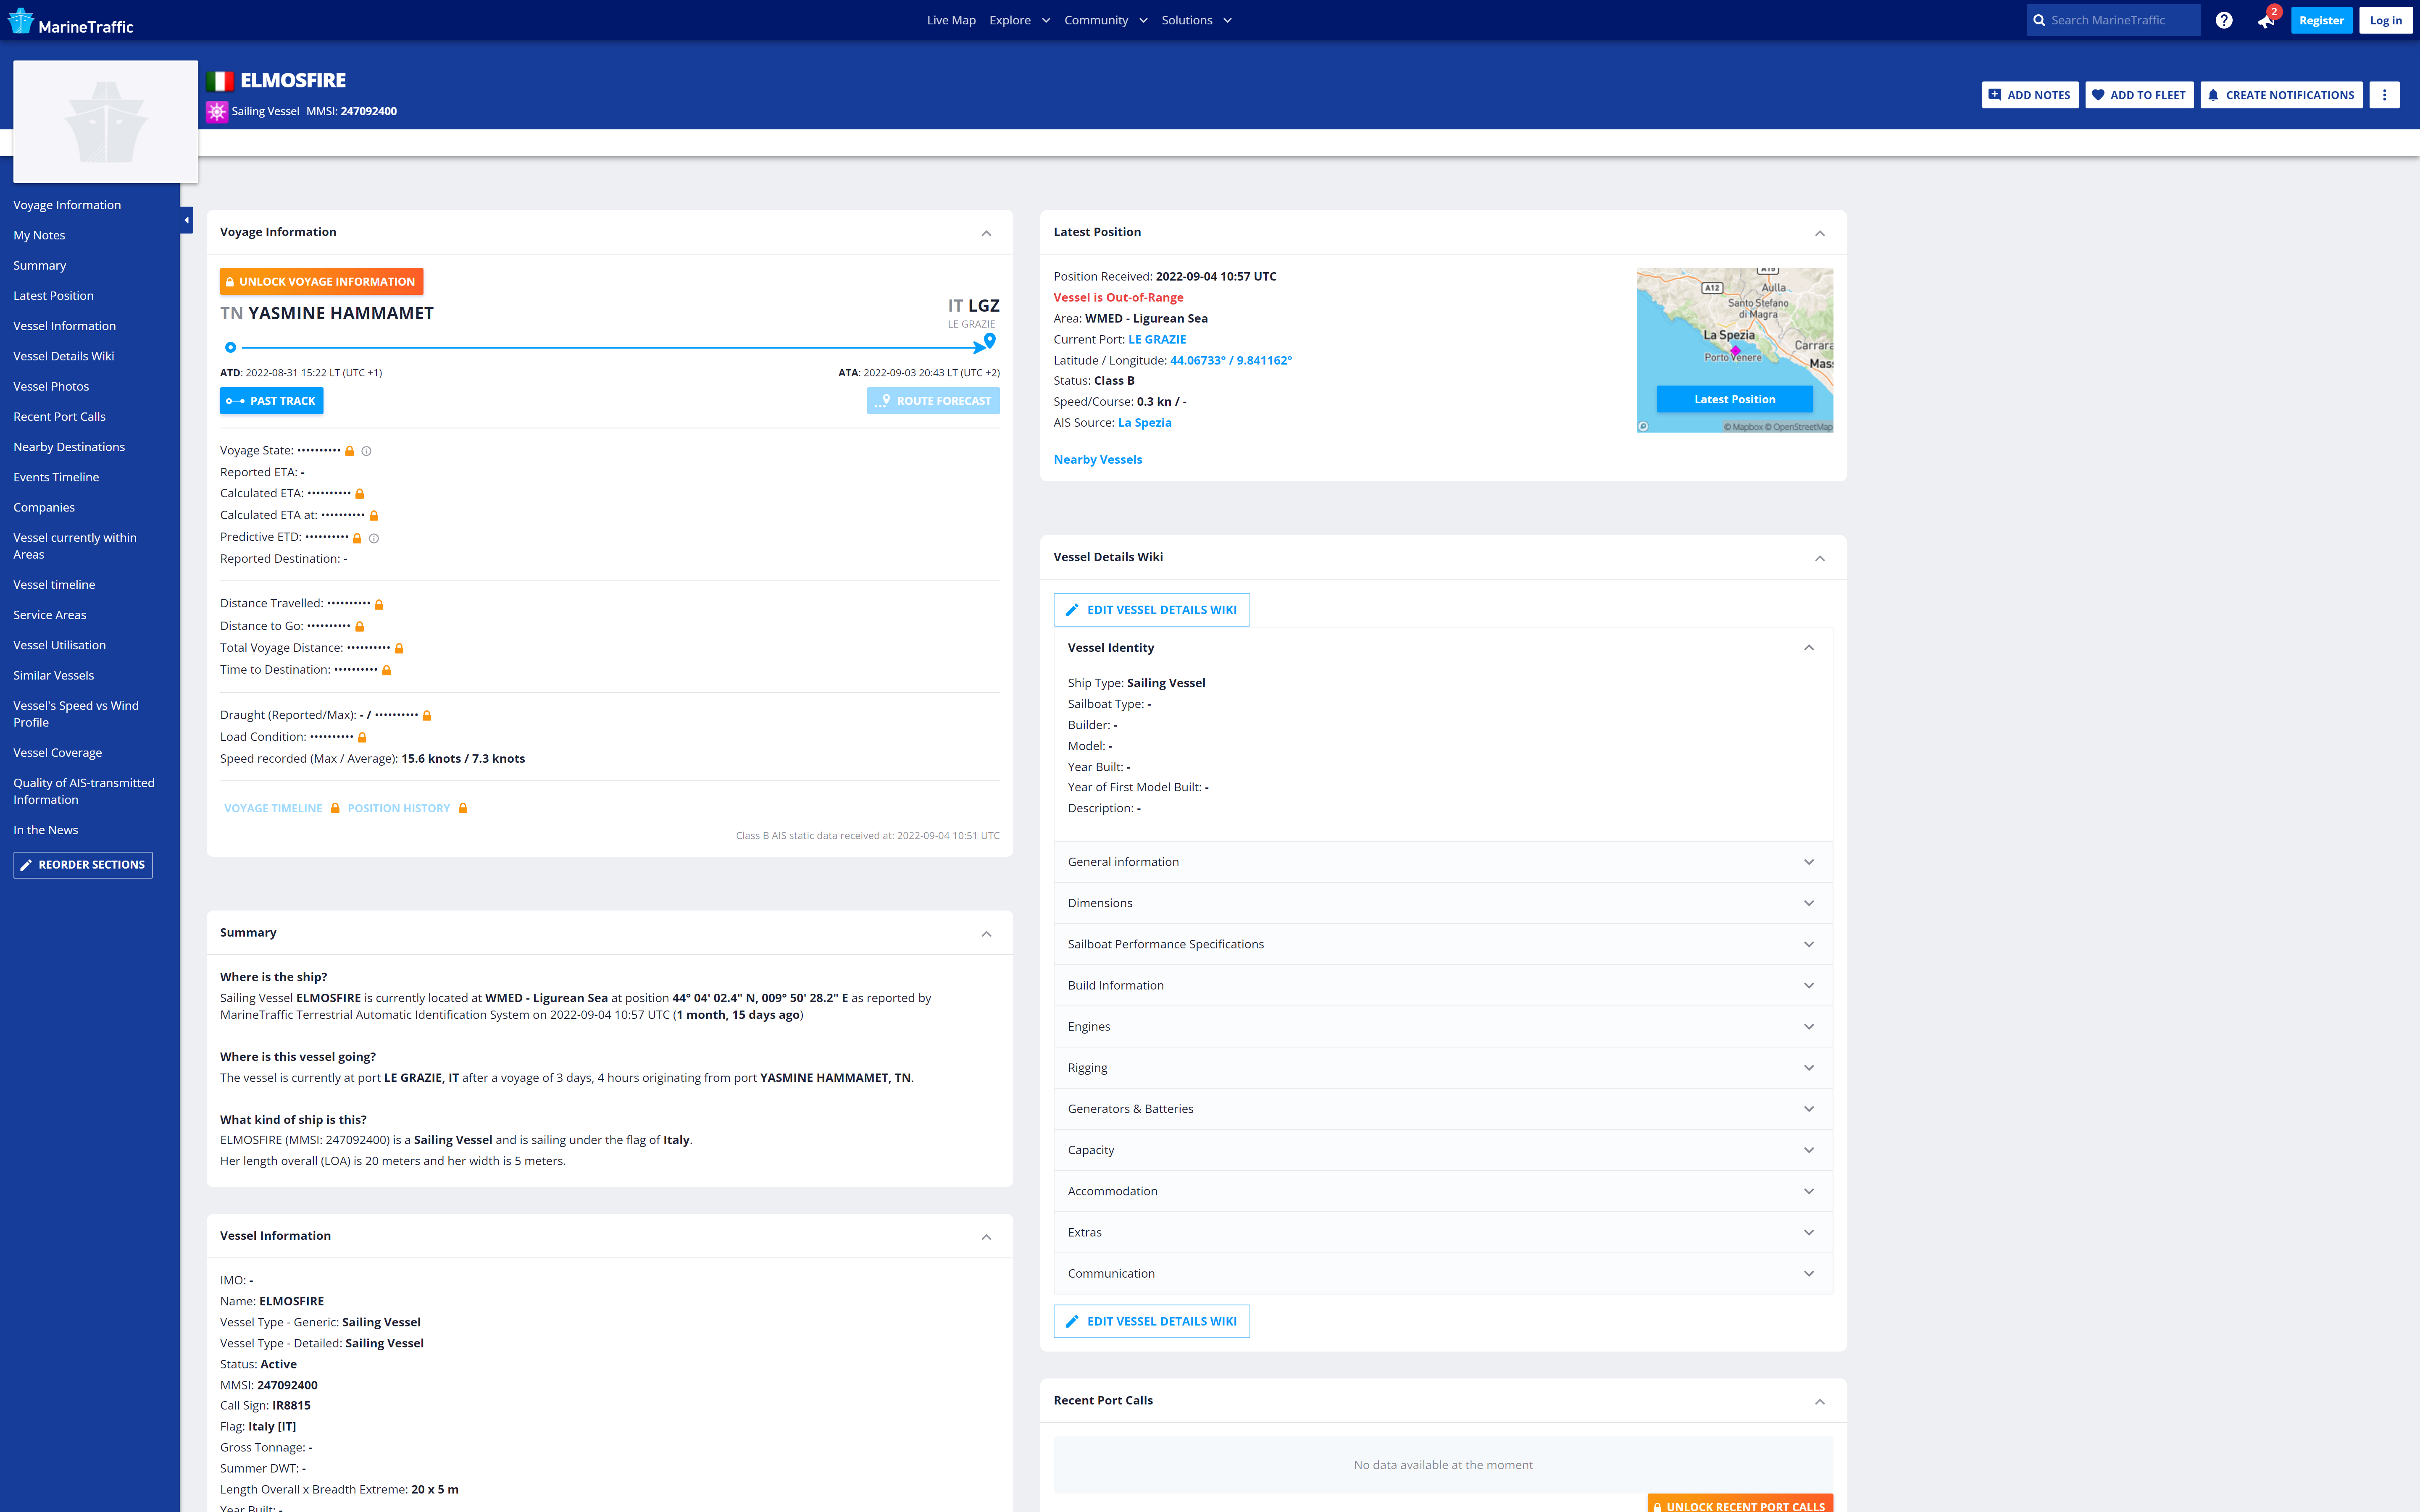 MarineTraffic
Live Map
Explore
Community
Solutions
Search MarineTraffic
2
Register
Log in
ELMOSFIRE
Sailing Vessel MMSI: 247092400
ADD NOTES
ADD TO FLEET
CREATE NOTIFICATIONS
Voyage Information
My Notes
Summary
Latest Position
Vessel Information
Vessel Details Wiki
Vessel Photos
Recent Port Calls
Nearby Destinations
Events Timeline
Companies
Vessel currently within
Areas
Vessel timeline
Service Areas
Vessel Utilisation
Similar Vessels
Vessel's Speed vs Wind
Profile
Vessel Coverage
Quality of AIS-transmitted
Information
In the News
REORDER SECTIONS
Voyage Information
UNLOCK VOYAGE INFORMATION
TN YASMINE HAMMAMET
IT LGZ
LE GRAZIE
ATD: 2022-08-31 15:22 LT (UTC +1)
ATA: 2022-09-03 20:43 LT (UTC +2)
PAST TRACK
ROUTE FORECAST
Voyage State: ••••••••••
Reported ETA: -
Calculated ETA: ••••••••••
Calculated ETA at: ••••••••••
Predictive ETD: ••••••••••
Reported Destination: -
Distance Travelled: ••••••••••
Distance to Go: ••••••••••
Total Voyage Distance: ••••••••••
Time to Destination: ••••••••••
Draught (Reported/Max): - / ••••••••••
Load Condition: ••••••••••
Speed recorded (Max / Average): 15.6 knots / 7.3 knots
VOYAGE TIMELINE
POSITION HISTORY
Class B AIS static data received at: 2022-09-04 10:51 UTC
Summary
Where is the ship?
Sailing Vessel ELMOSFIRE is currently located at WMED - Ligurean Sea at position 44° 04' 02.4" N, 009° 50' 28.2" E as reported by
MarineTraffic Terrestrial Automatic Identification System on 2022-09-04 10:57 UTC (1 month, 15 days ago)
Where is this vessel going?
The vessel is currently at port LE GRAZIE, IT after a voyage of 3 days, 4 hours originating from port YASMINE HAMMAMET, TN.
What kind of ship is this?
ELMOSFIRE (MMSI: 247092400) is a Sailing Vessel and is sailing under the flag of Italy.
Her length overall (LOA) is 20 meters and her width is 5 meters.
Vessel Information
IMO: -
Name: ELMOSFIRE
Vessel Type - Generic: Sailing Vessel
Vessel Type - Detailed: Sailing Vessel
Status: Active
MMSI: 247092400
Call Sign: IR8815
Flag: Italy [IT]
Gross Tonnage: -
Summer DWT: -
Length Overall x Breadth Extreme: 20 x 5 m
Year Built: -
Latest Position
Position Received: 2022-09-04 10:57 UTC
Vessel is Out-of-Range
Area: WMED - Ligurean Sea
Current Port: LE GRAZIE
Latitude / Longitude: 44.06733° / 9.841162°
Status: Class B
Speed/Course: 0.3 kn / -
AIS Source: La Spezia
Nearby Vessels
A15
A12
Aulla
Santo Stefano
di Magra
La Spezia
Carrara
Porto Venere
Mass
Latest Position
© Mapbox © OpenStreetMap
Vessel Details Wiki
EDIT VESSEL DETAILS WIKI
Vessel Identity
Ship Type: Sailing Vessel
Sailboat Type: -
Builder: -
Model: -
Year Built: -
Year of First Model Built: -
Description: -
General information
Dimensions
Sailboat Performance Specifications
Build Information
Engines
Rigging
Generators & Batteries
Capacity
Accommodation
Extras
Communication
EDIT VESSEL DETAILS WIKI
Recent Port Calls
No data available at the moment
UNLOCK RECENT PORT CALLS